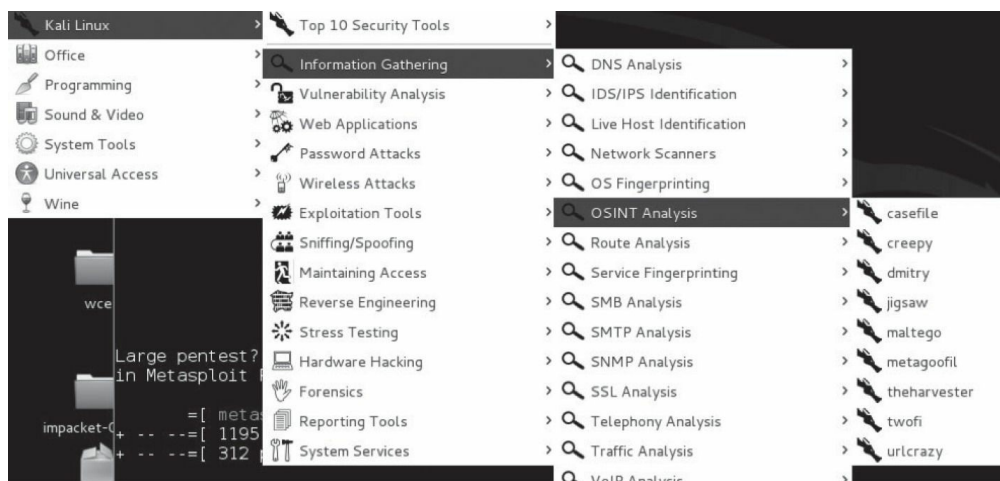 Kali Linux
Office
Programming
Sound & Video
System Tools
Universal Access
Wine
Top 10 Security Tools
Information Gathering
Vulnerability Analysis
Web Applications
Password Attacks
Wireless Attacks
Exploitation Tools
Sniffing/Spoofing
Maintaining Access
Reverse Engineering
Stress Testing
Hardware Hacking
Forensics
Reporting Tools
System Services
DNS Analysis
IDS/IPS Identification
Live Host Identification
Network Scanners
OS Fingerprinting
OSINT Analysis
Route Analysis
Service Fingerprinting
SMB Analysis
SMTP Analysis
SNMP Analysis
SSL Analysis
Telephony Analysis
Traffic Analysis
VoIP Analysis
casefile
creepy
dmitry
jigsaw
maltego
metagoofil
theharvester
twofi
urlcrazy
wce
impacket-
Large pentest?
in Metasploit
=[ metas
+ -- --=[ 1195
+ -- --=[ 312